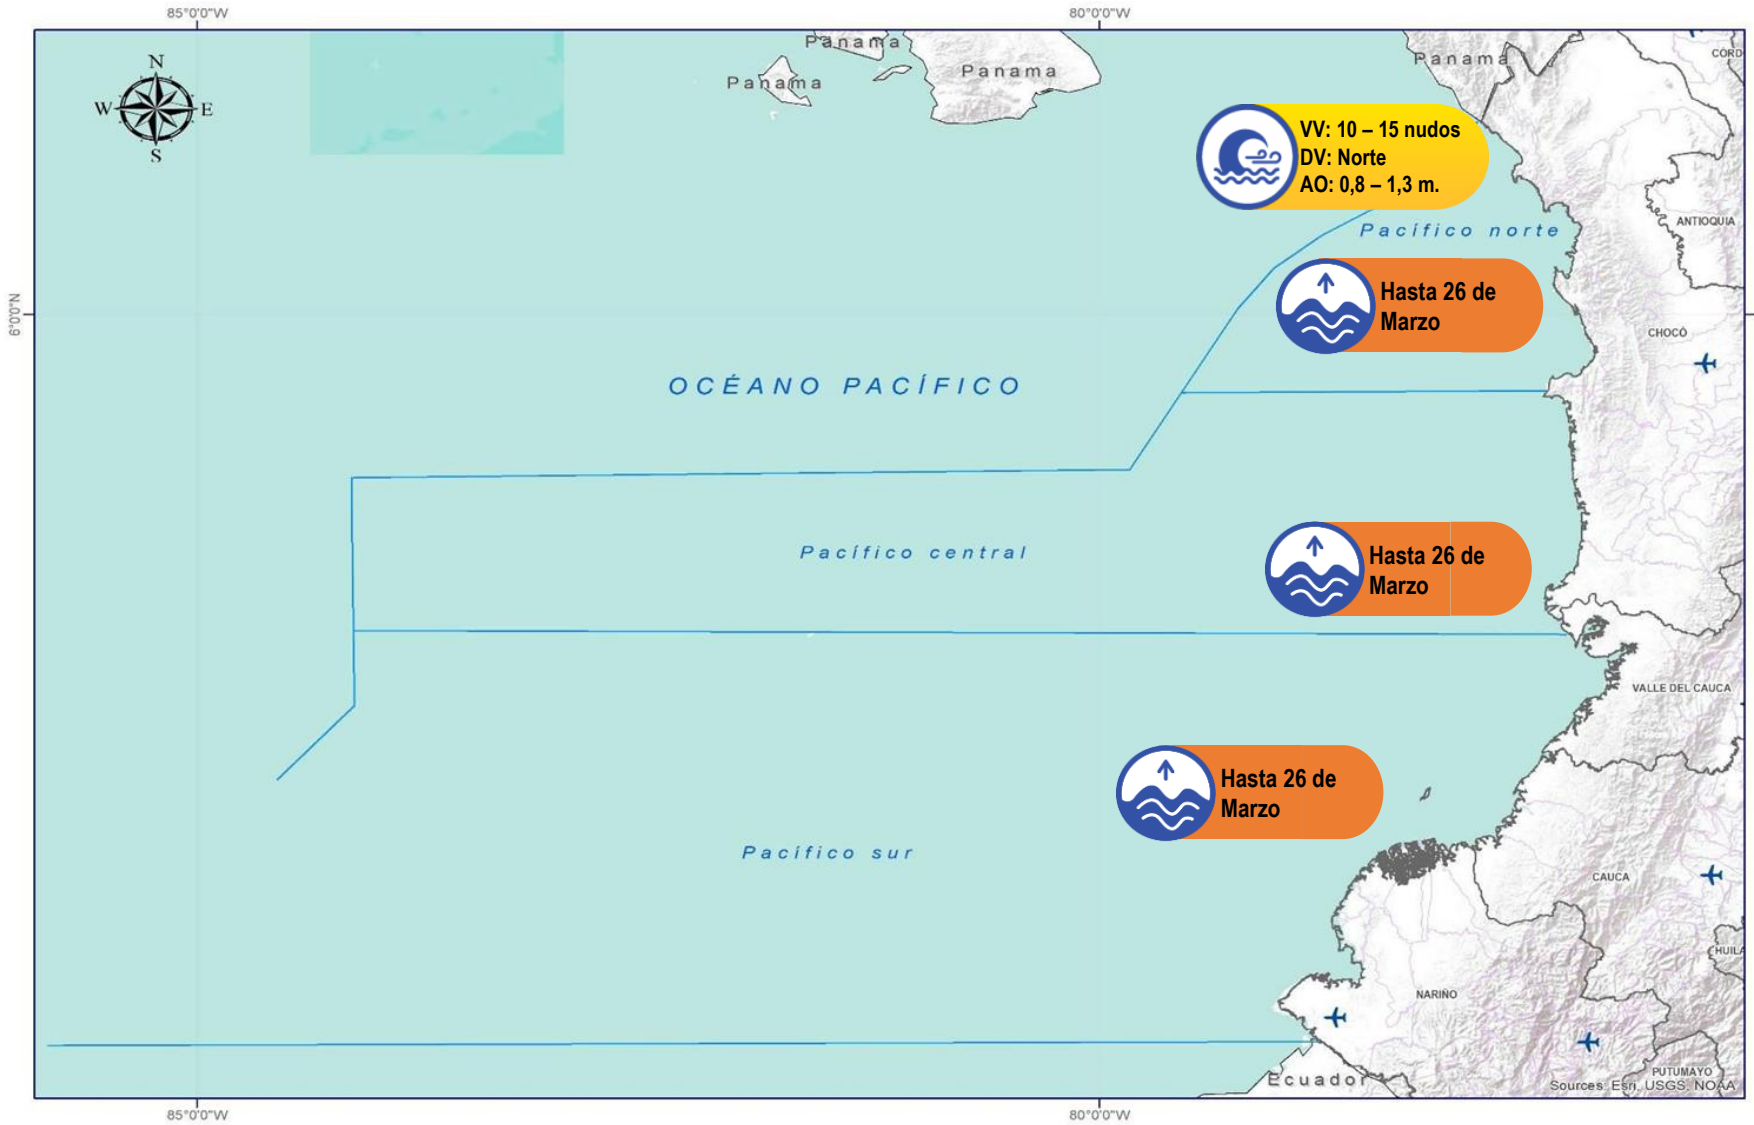 85°0'0"W
80°0'0"W
N
W
E
S
Panama
Panama
Panama
Panama
CORD
VV: 10 – 15 nudos
DV: Norte
AO: 0,8 – 1,3 m.
ANTIOQUIA
Pacífico norte
6°0'0"N
Hasta 26 de
Marzo
CHOCÓ
OCÉANO PACÍFICO
Pacífico central
Hasta 26 de
Marzo
VALLE DEL CAUCA
Hasta 26 de
Marzo
Pacífico sur
CAUCA
HUILA
NARIÑO
Ecuador
PUTUMAYO
Sources: Esri, USGS, NOAA
85°0'0"W
80°0'0"W